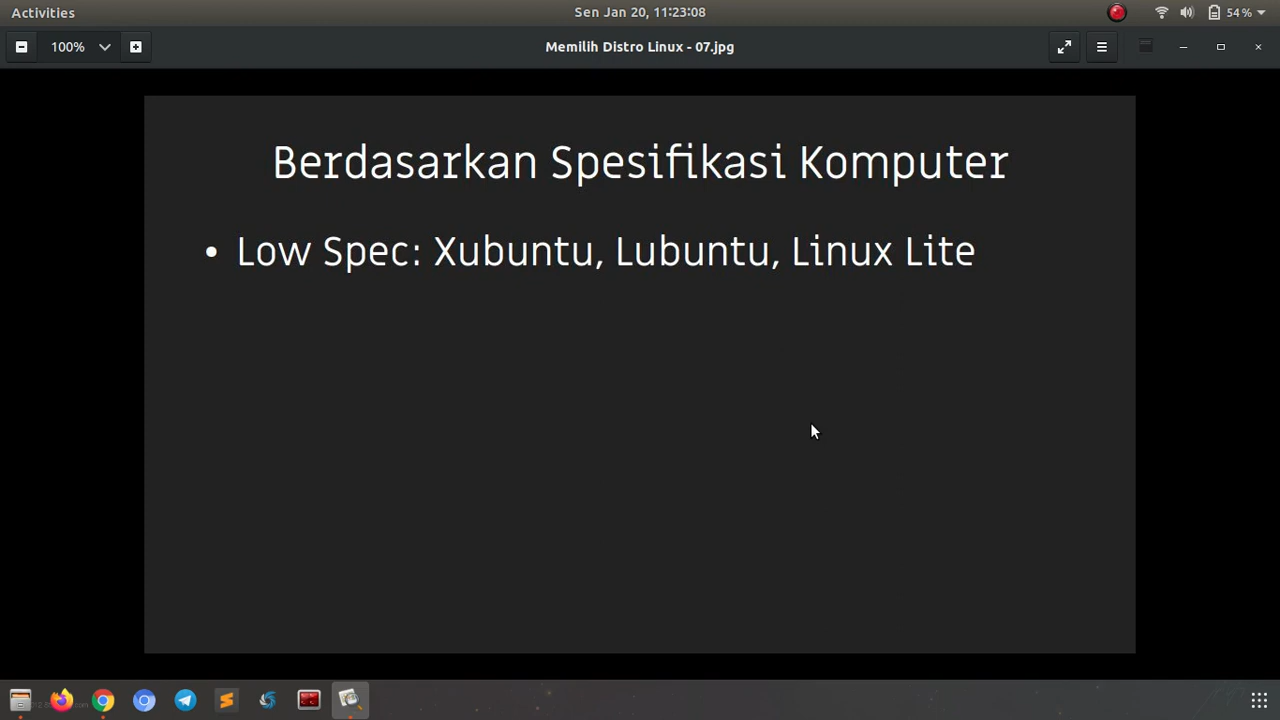 Activities
Sen Jan 20, 11:23:08
54 %
100%
Memilih Distro Linux - 07.jpg
Berdasarkan Spesifikasi Komputer
• Low Spec: Xubuntu, Lubuntu, Linux Lite